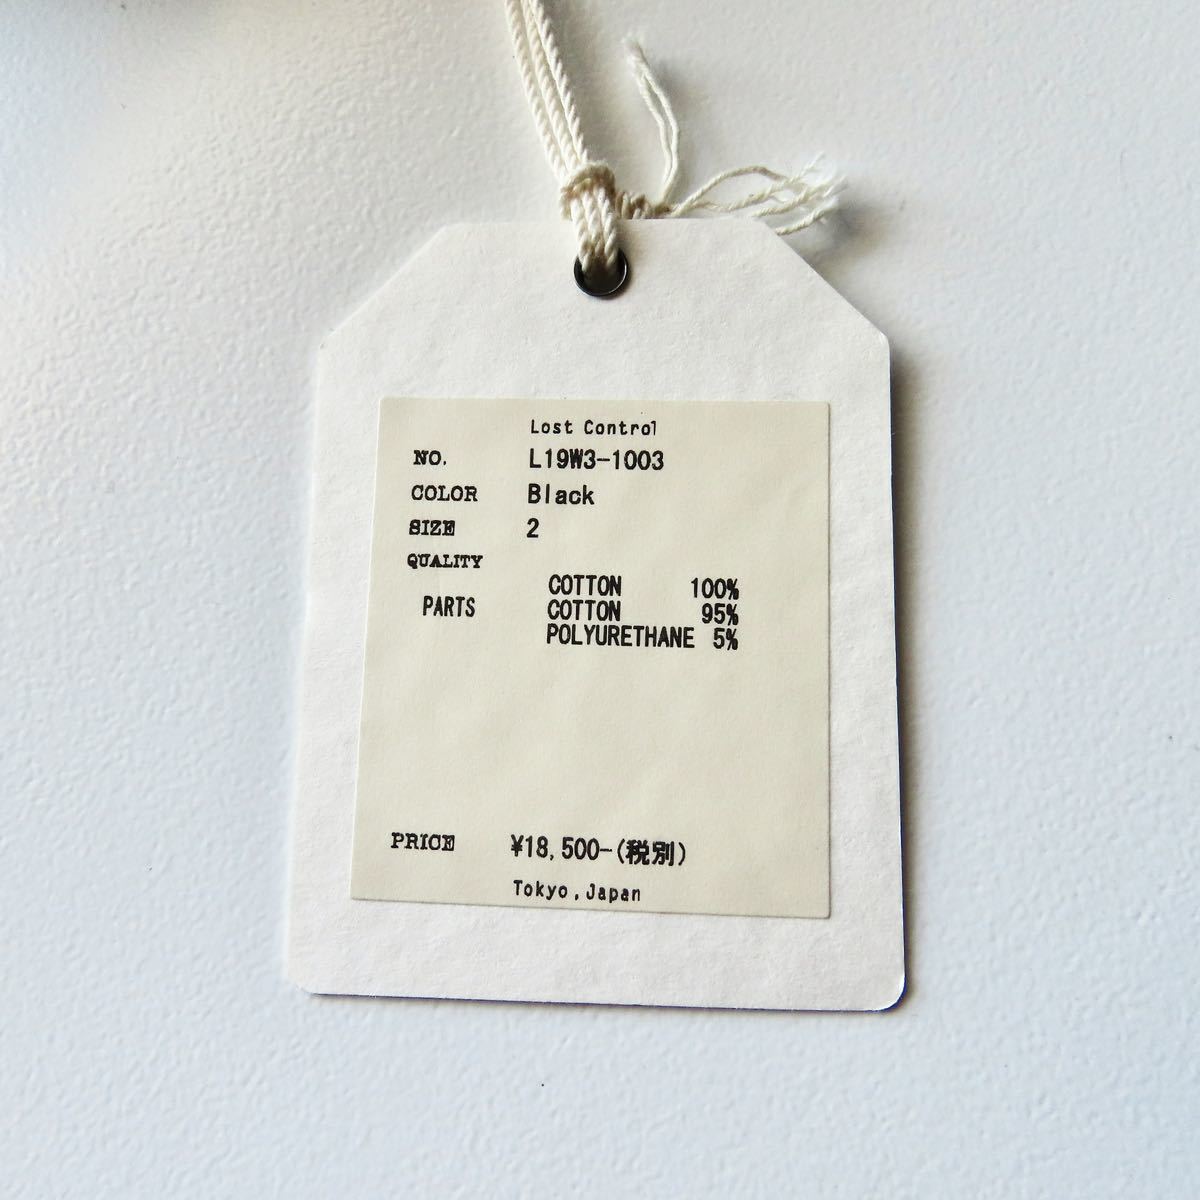 Lost Control
NO. L19W3-1003
COLOR Black
SIZE 2
QUALITY
COTTON 100%
PARTS COTTON 95%
POLYURETHANE 5%
PRICE ¥18,500-(税別)
Tokyo,Japan